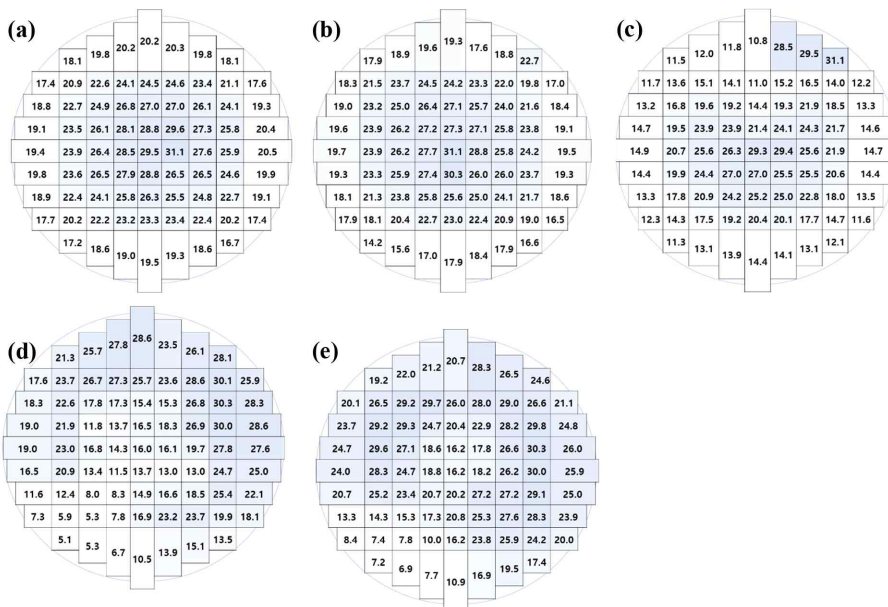 (a)
18.1 19.8 20.2 20.2 20.3 19.8 18.1
17.4 20.9 22.6 24.1 24.5 24.6 23.4 21.1 17.6
18.8 22.7 24.9 26.8 27.0 27.0 26.1 24.1 19.3
19.1 23.5 26.1 28.1 28.8 29.6 27.3 25.8 20.4
19.4 23.9 26.4 28.5 29.5 31.1 27.6 25.9 20.5
19.8 23.6 26.5 27.9 28.8 26.5 26.5 24.6 19.9
18.9 22.4 24.1 25.8 26.3 25.5 24.8 22.7 19.1
17.7 20.2 22.2 23.2 23.3 23.4 22.4 20.2 17.4
17.2 18.6 19.0 19.5 19.3 18.6 16.7
(b)
17.9 18.9 19.6 19.3 17.6 18.8 22.7
18.3 21.5 23.7 24.5 24.2 23.3 22.0 19.8 17.0
19.0 23.2 25.0 26.4 27.1 25.7 24.0 21.6 18.4
19.6 23.9 26.2 27.2 27.3 27.1 25.8 23.8 19.1
19.7 23.9 26.2 27.7 31.1 28.8 25.8 24.2 19.5
19.3 23.3 25.9 27.4 30.3 26.0 26.0 23.7 19.3
18.1 21.3 23.8 25.8 25.6 25.0 24.1 21.7 18.6
17.9 18.1 20.4 22.7 23.0 22.4 20.9 19.0 16.5
14.2 15.6 17.0 17.9 18.4 17.9 16.6
(c)
11.5 12.0 11.8 10.8 28.5 29.5 31.1
11.7 13.6 15.1 14.1 11.0 15.2 16.5 14.0 12.2
13.2 16.8 19.6 19.2 14.4 19.3 21.9 18.5 13.3
14.7 19.5 23.9 23.9 21.4 24.1 24.3 21.7 14.6
14.9 20.7 25.6 26.3 29.3 29.4 25.6 21.9 14.7
14.4 19.9 24.4 27.0 27.0 25.5 25.5 20.6 14.4
13.3 17.8 20.9 24.2 25.2 25.0 22.8 18.0 13.5
12.3 14.3 17.5 19.2 20.4 20.1 17.7 14.7 11.6
11.3 13.1 13.9 14.4 14.1 13.1 12.1
(d)
21.3 25.7 27.8 28.6 23.5 26.1 28.1
17.6 23.7 26.7 27.3 25.7 23.6 28.6 30.1 25.9
18.3 22.6 17.8 17.3 15.4 15.3 26.8 30.3 28.3
19.0 21.9 11.8 13.7 16.5 18.3 26.9 30.0 28.6
19.0 23.0 16.8 14.3 16.0 16.1 19.7 27.8 27.6
16.5 20.9 13.4 11.5 13.7 13.0 13.0 24.7 25.0
11.6 12.4 8.0 8.3 14.9 16.6 18.5 25.4 22.1
7.3 5.9 5.3 7.8 16.9 23.2 23.7 19.9 18.1
5.1 5.3 6.7 10.5 13.9 15.1 13.5
(e)
19.2 22.0 21.2 20.7 28.3 26.5 24.6
20.1 26.5 29.2 29.7 26.0 28.0 29.0 26.6 21.1
23.7 29.2 29.3 24.7 20.4 22.9 28.2 29.8 24.8
24.7 29.6 27.1 18.6 16.2 17.8 26.6 30.3 26.0
24.0 28.3 24.7 18.8 16.2 18.2 26.2 30.0 25.9
20.7 25.2 23.4 20.7 20.2 27.2 27.2 29.1 25.0
13.3 14.3 15.3 17.3 20.8 25.3 27.6 28.3 23.9
8.4 7.4 7.8 10.0 16.2 23.8 25.9 24.2 20.0
7.2 6.9 7.7 10.9 16.9 19.5 17.4